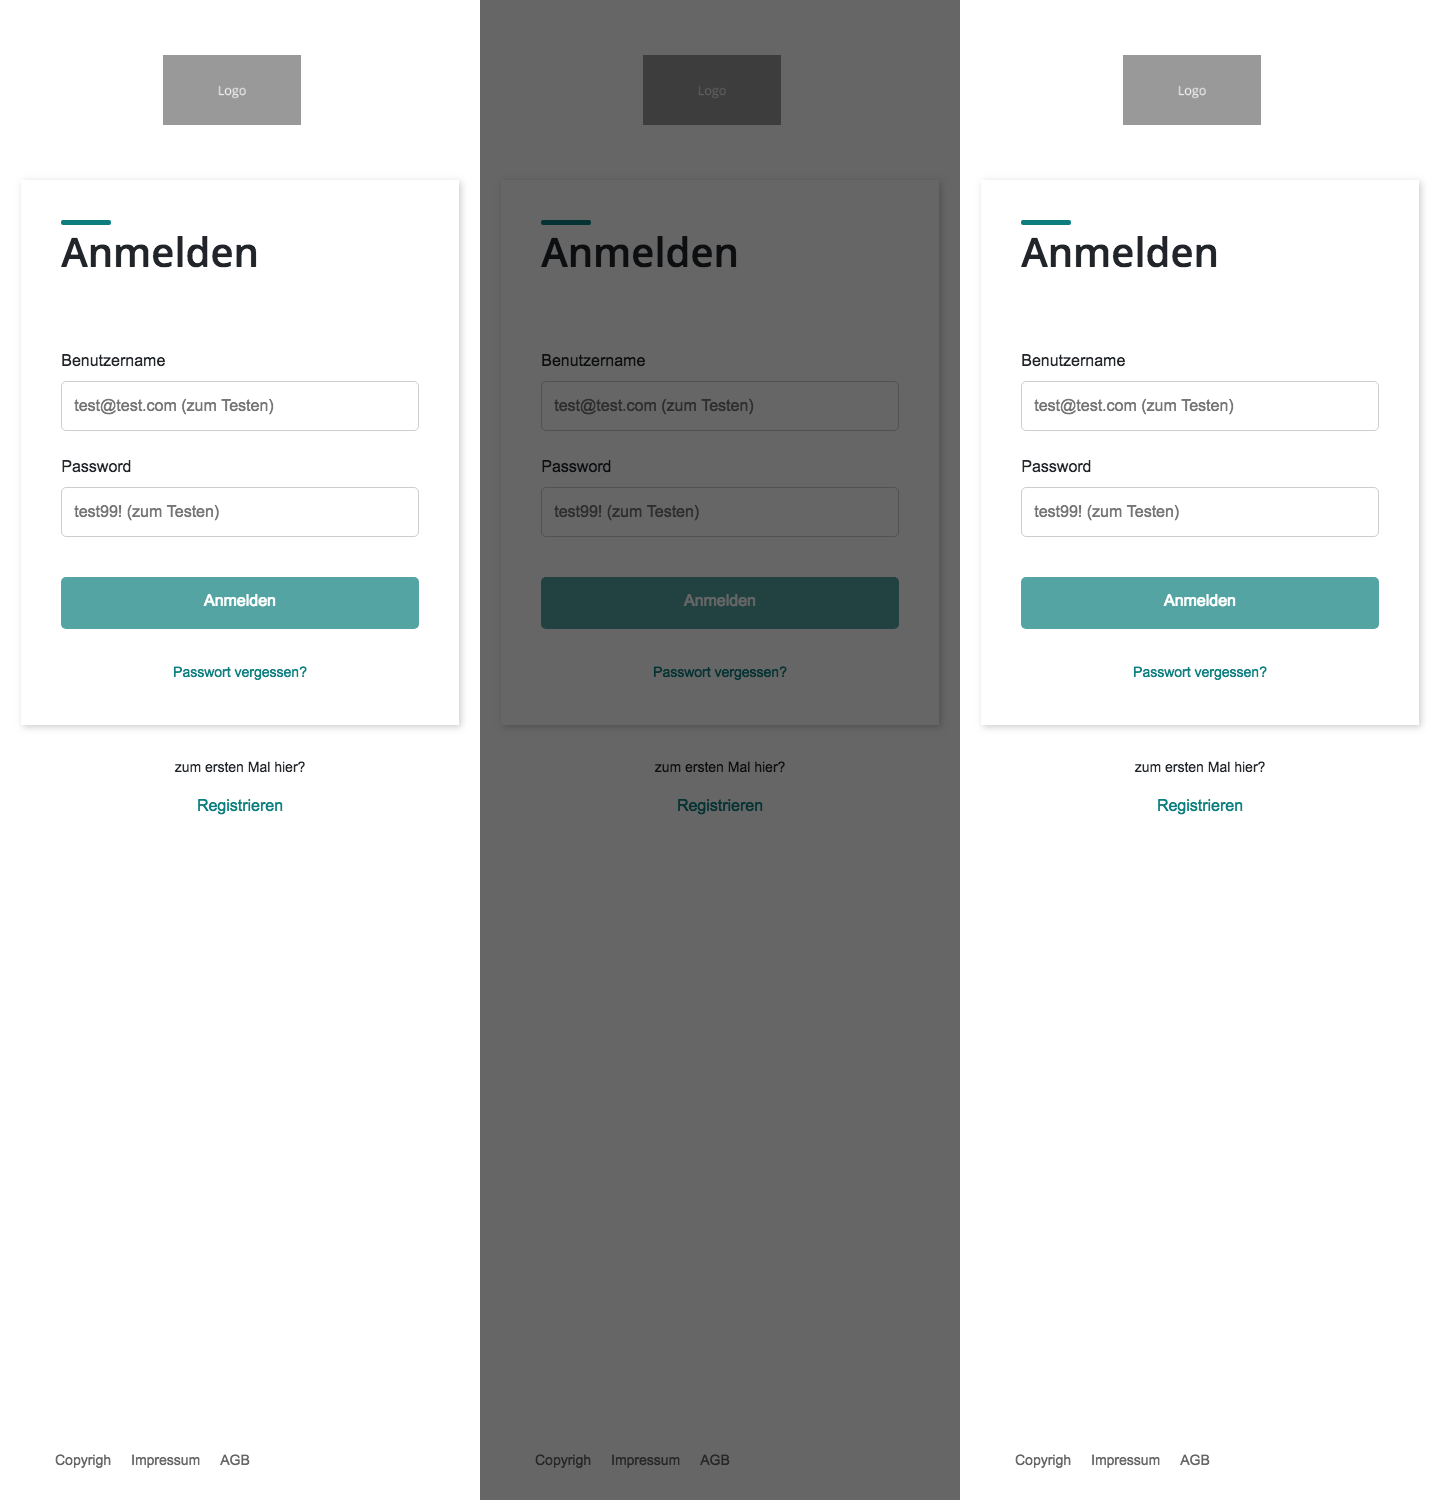 Logo
Anmelden
Benutzername
test@test.com (zum Testen)
Password
test99! (zum Testen)
Anmelden
Passwort vergessen?
zum ersten Mal hier?
Registrieren
Copyrigh Impressum AGB
Logo
Anmelden
Benutzername
test@test.com (zum Testen)
Password
test99! (zum Testen)
Anmelden
Passwort vergessen?
zum ersten Mal hier?
Registrieren
Copyrigh Impressum AGB
Logo
Anmelden
Benutzername
test@test.com (zum Testen)
Password
test99! (zum Testen)
Anmelden
Passwort vergessen?
zum ersten Mal hier?
Registrieren
Copyrigh Impressum AGB